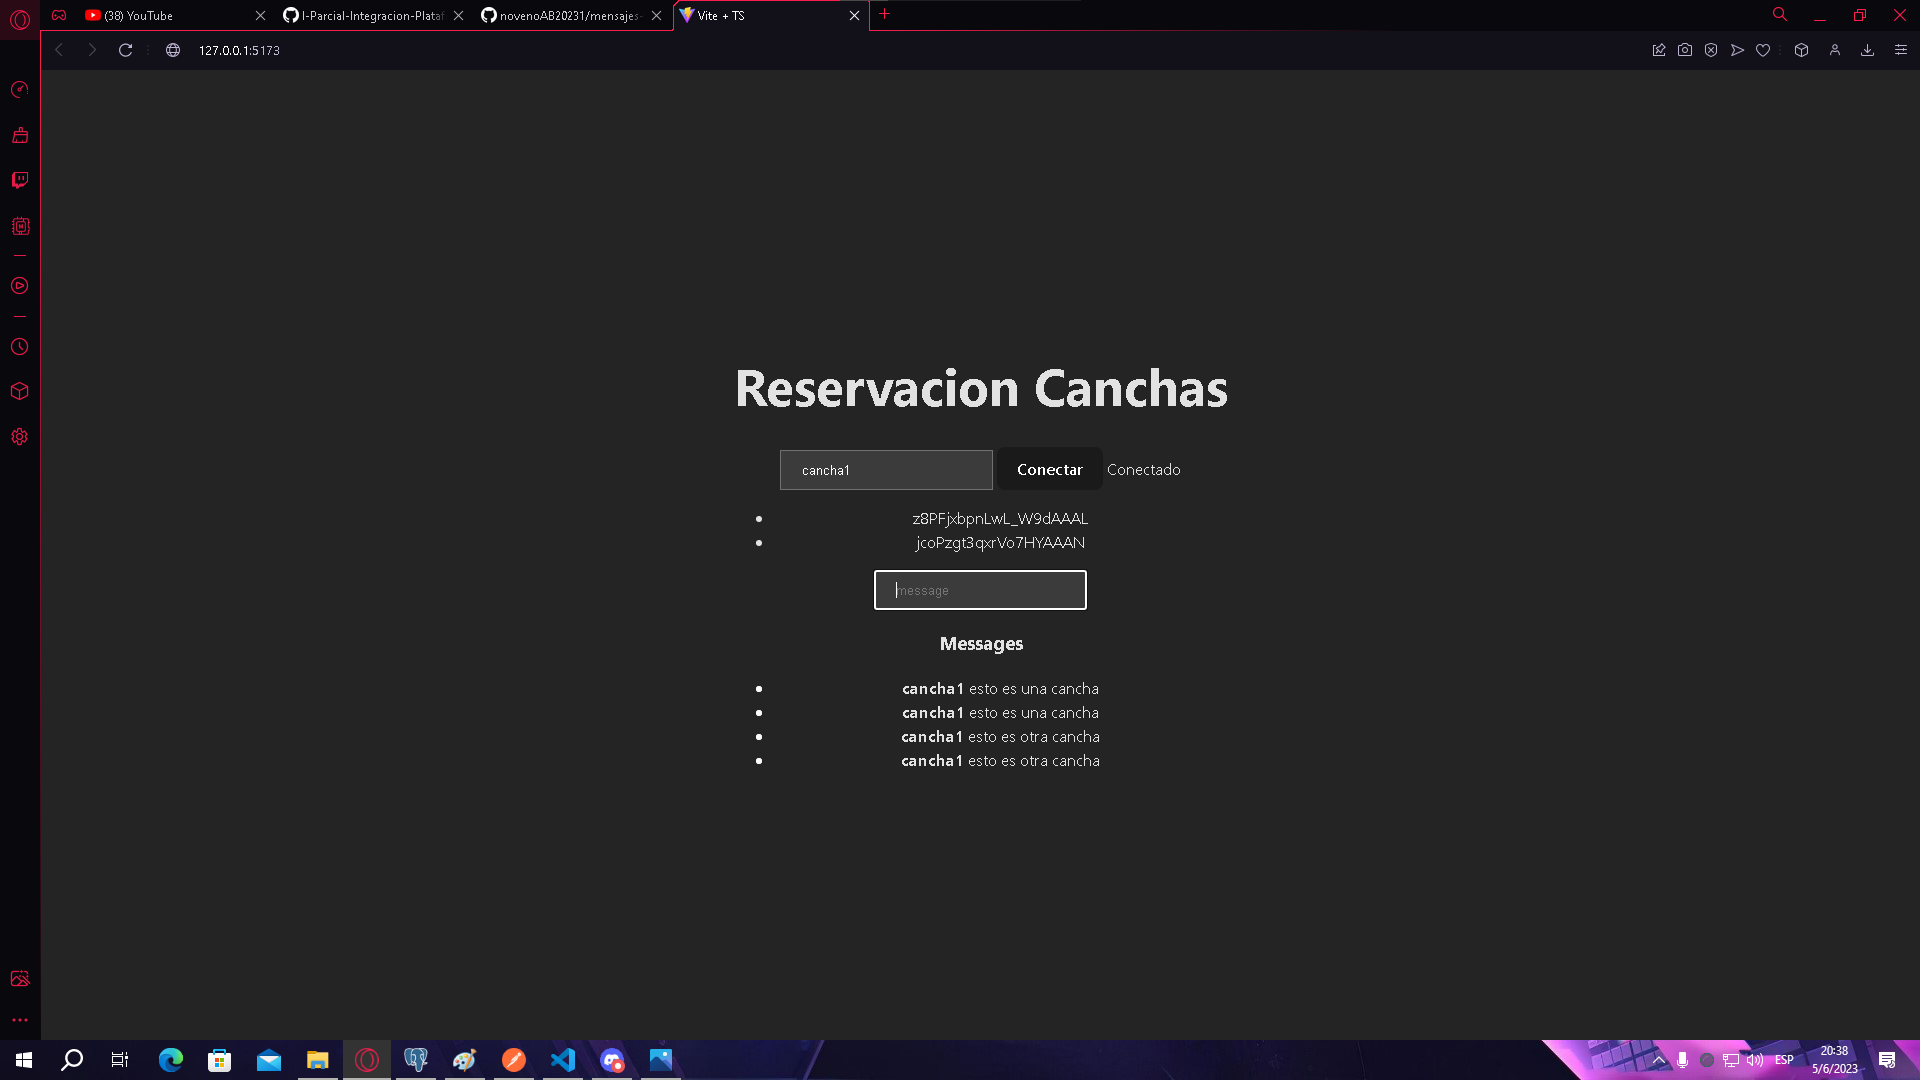 (38) YouTube
I-Parcial-Integracion-Plataf
novenoAB20231/mensajes-
Vite + TS
127.0.0.1:5173
Reservacion Canchas
cancha1
Conectar
Conectado
z8PFjxbpnLwL_W9dAAAL
jcoPzgt3qxrVo7HYAAAN
message
Messages
cancha1 esto es una cancha
cancha1 esto es una cancha
cancha1 esto es otra cancha
cancha1 esto es otra cancha
ESP
20:38
5/6/2023